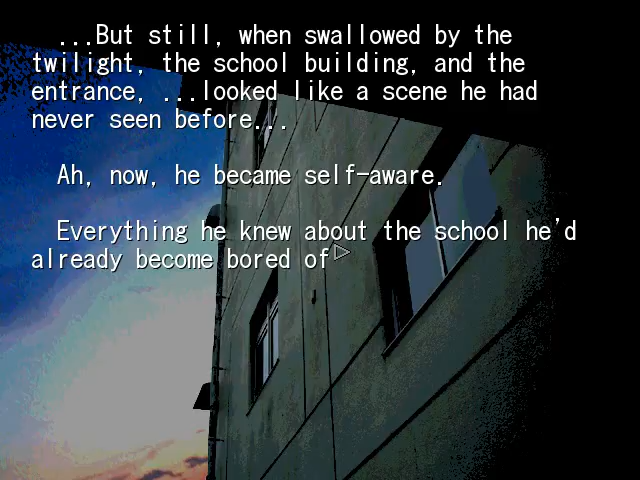 ...But still, when swallowed by the
twilight, the school building, and the
entrance, ...looked like a scene he had
never seen before...
Ah, now, he became self-aware.
Everything he knew about the school he'd
already become bored of